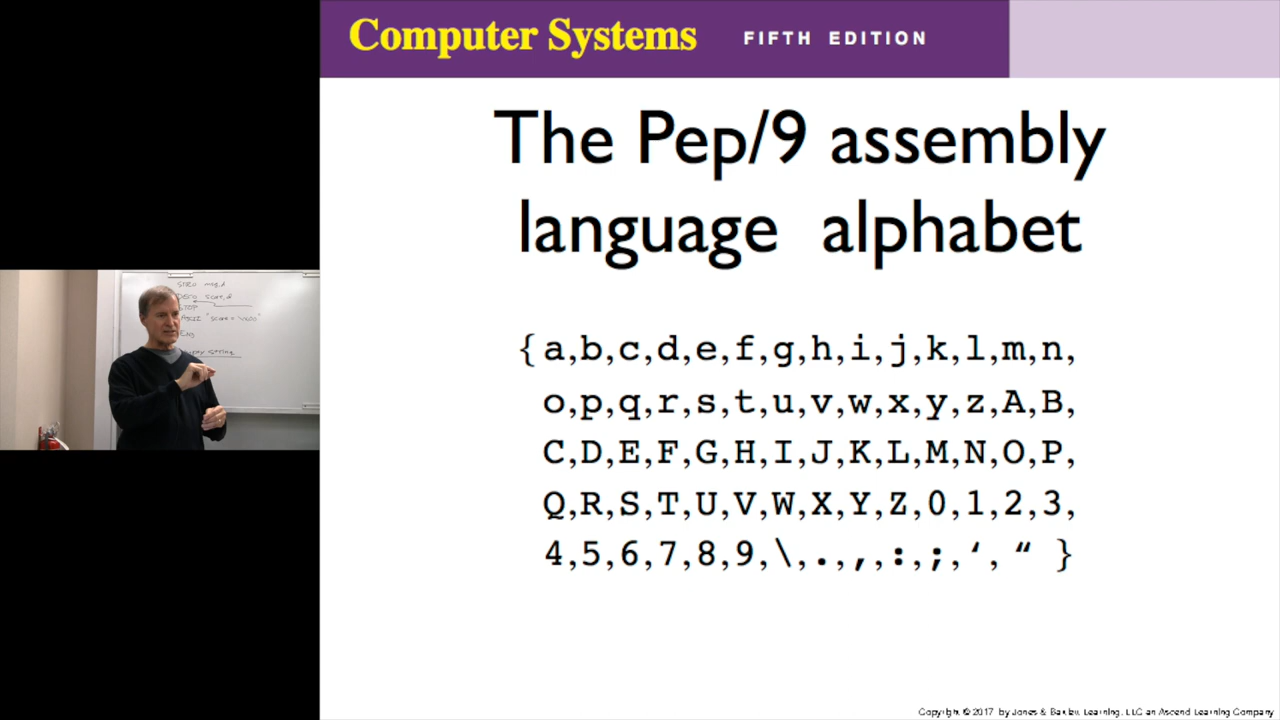 Computer Systems FIFTH EDITION
The Pep/9 assembly
language alphabet
{ a,b,c,d,e,f,g,h,i,j,k,l,m,n,
o,p,q,r,s,t,u,v,w,x,y,z,A,B,
C,D,E,F,G,H,I,J,K,L,M,N,O,P,
Q,R,S,T,U,V,W,X,Y,Z,0,1,2,3,
4,5,6,7,8,9,\,.,,,:,;,‘, “ }
Copyright © 2017 by Jones & Bartlett Learning, LLC an Ascend Learning Company